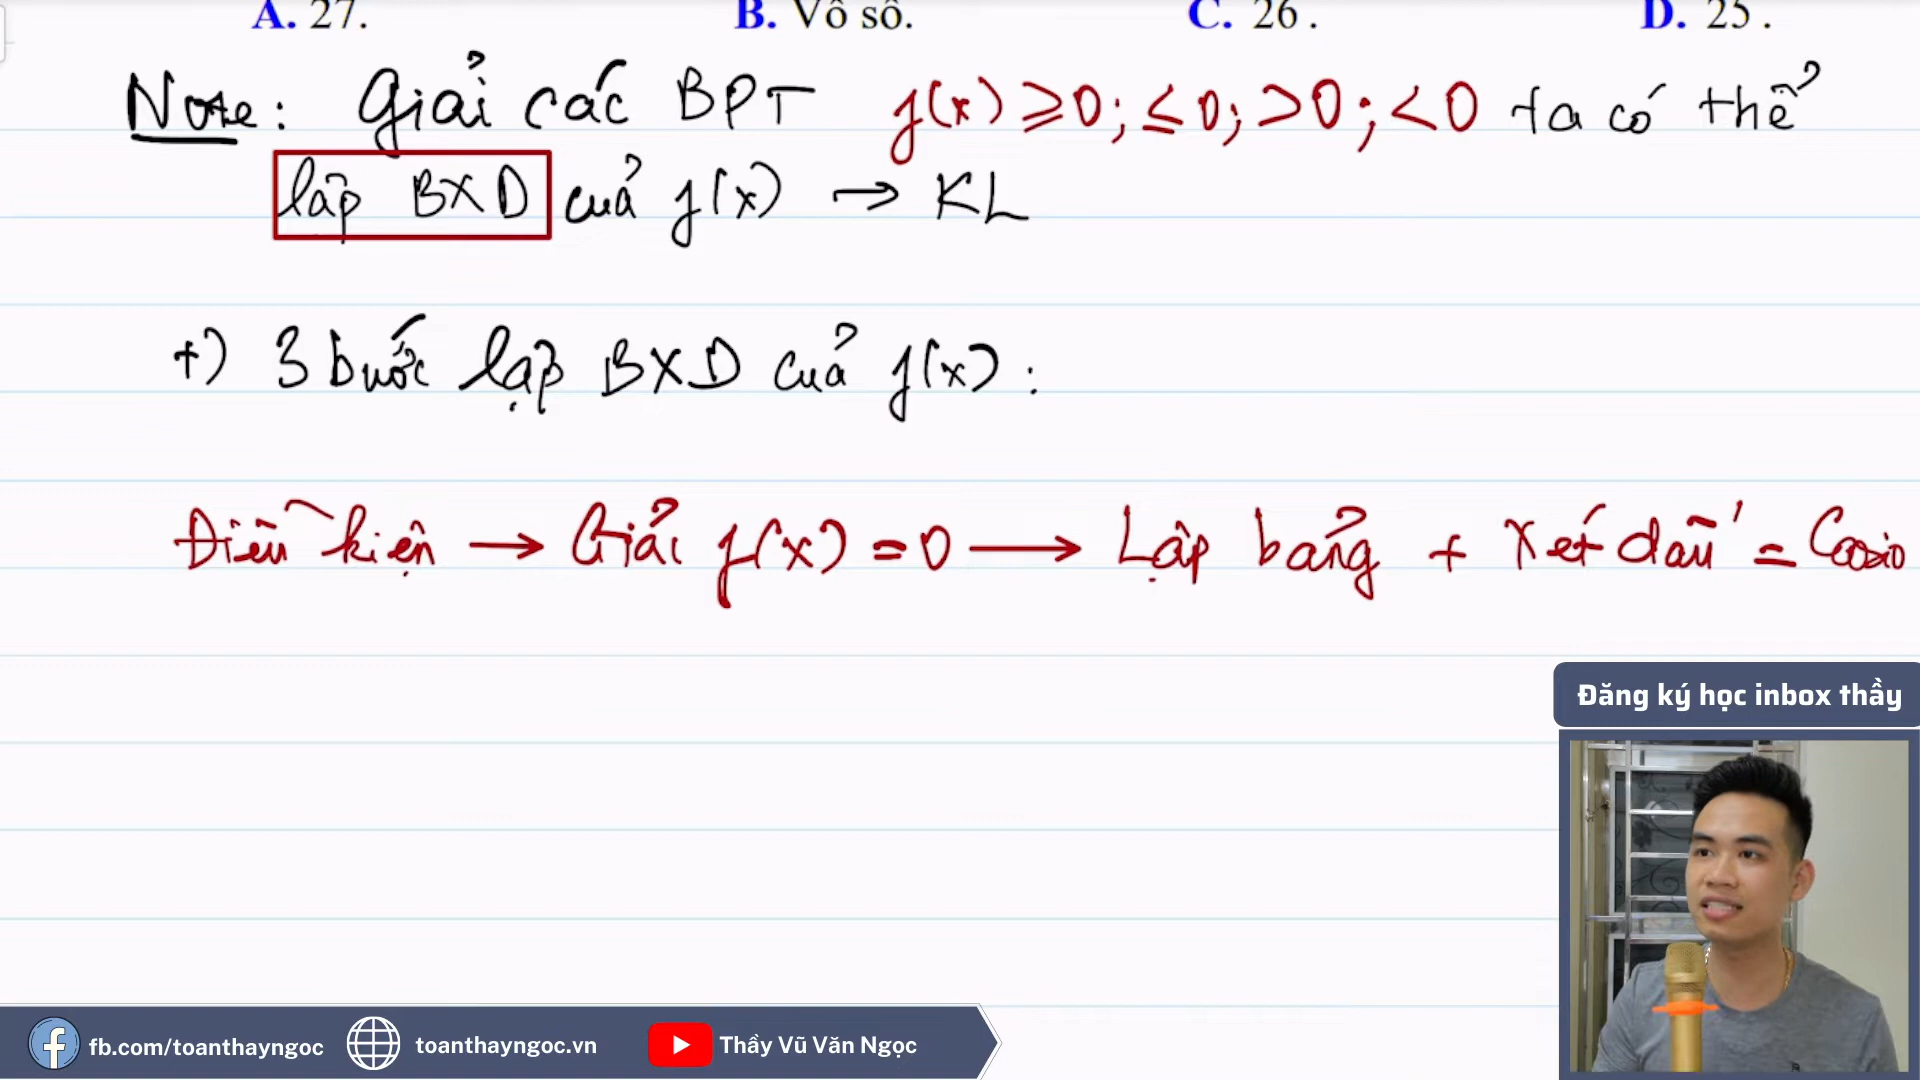 A. 27. B. Vô số. C. 26 . D. 25 .
Note: Giải các BPT f(x) ≥ 0; ≤ 0; > 0; < 0 ta có thể
lập BXD của f(x) → KL
+) 3 bước lập BXD của f(x) :
Điều kiện → Giải f(x) = 0 → Lập bảng + Xét dấu = Casio
Đăng ký học inbox thầy
fb.com/toanthayngoc toanthayngoc.vn Thầy Vũ Văn Ngọc